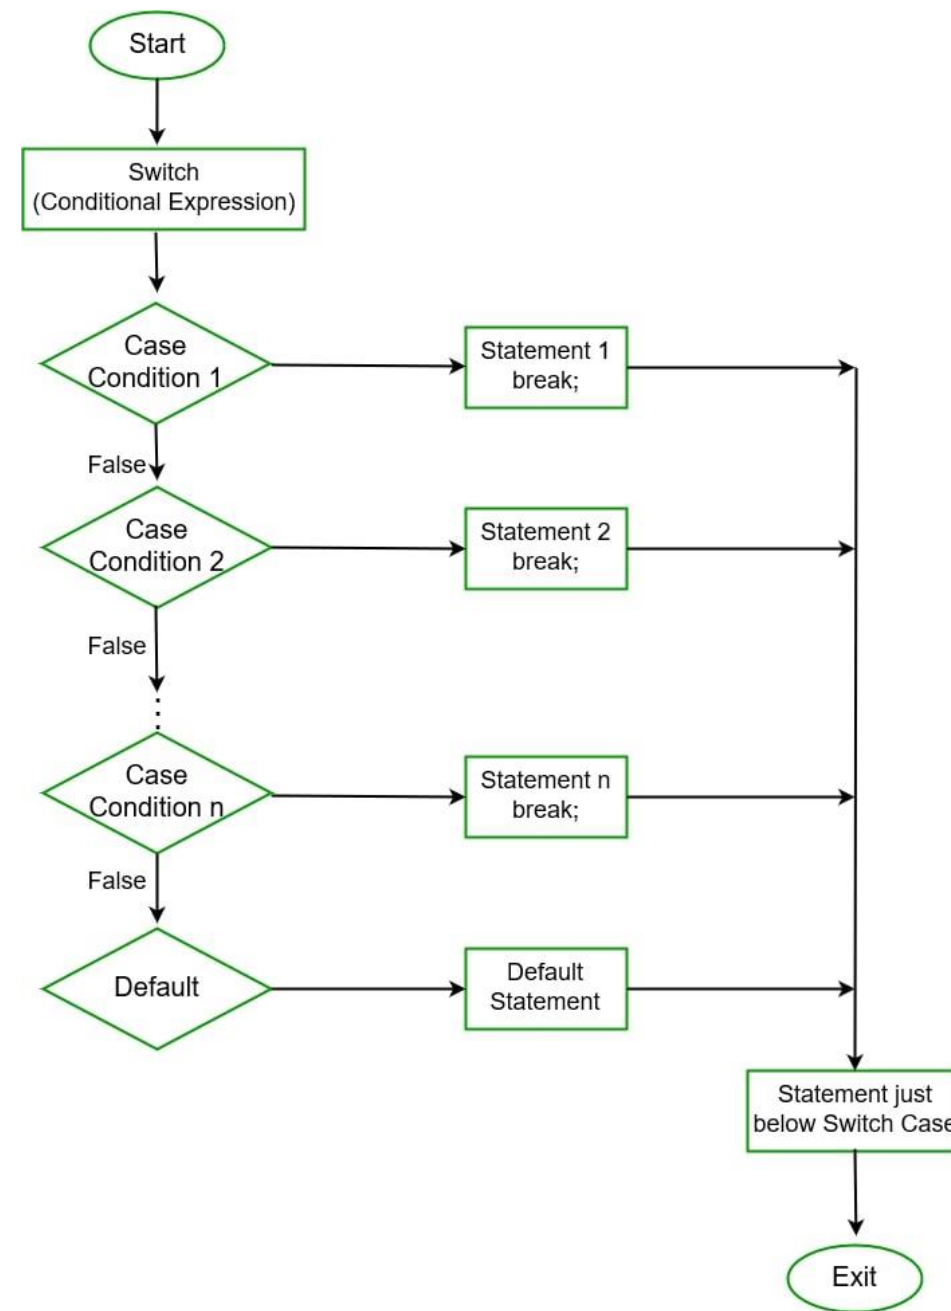 Start
Switch
(Conditional Expression)
Case
Condition 1
Statement 1
break;
False
Case
Condition 2
Statement 2
break;
False
Case
Condition n
Statement n
break;
False
Default
Default
Statement
Statement just
below Switch Case
Exit